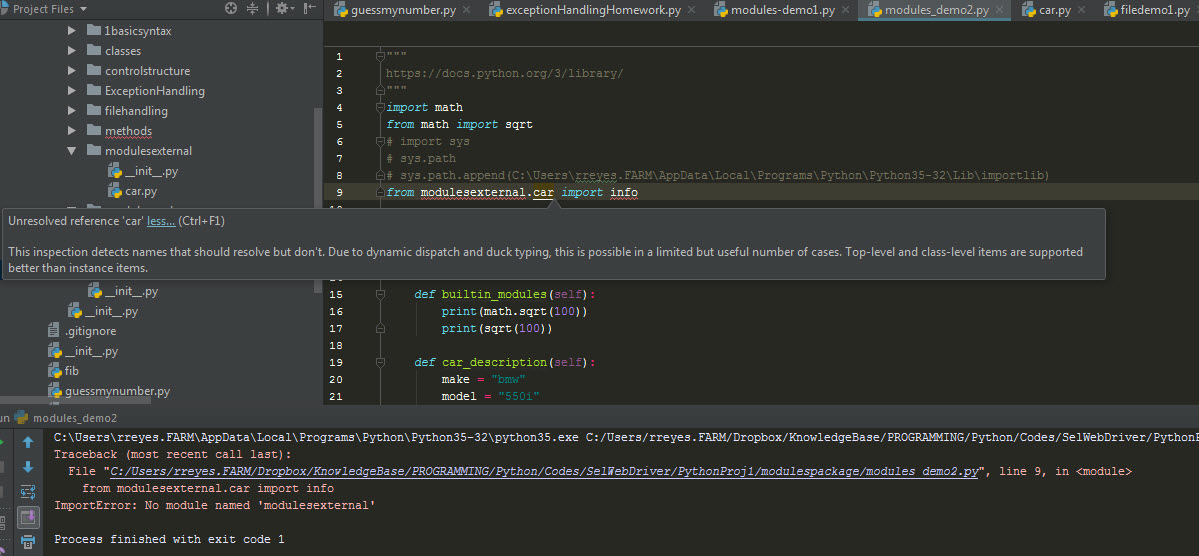 Project Files
guessmynumber.py
exceptionHandlingHomework.py
modules-demo1.py
modules_demo2.py
car.py
filedemo1.py
1basicsyntax
classes
controlstructure
ExceptionHandling
filehandling
methods
modulesexternal
__init__.py
car.py
1 """
2 https://docs.python.org/3/library/
3 """
4 import math
5 from math import sqrt
6 # import sys
7 # sys.path
8 # sys.path.append(C:\Users\rreyes.FARM\AppData\Local\Programs\Python\Python35-32\Lib\importlib)
9 from modulesexternal.car import info
Unresolved reference 'car' less... (Ctrl+F1)
This inspection detects names that should resolve but don't. Due to dynamic dispatch and duck typing, this is possible in a limited but useful number of cases. Top-level and class-level items are supported
better than instance items.
__init__.py
__init__.py
.gitignore
__init__.py
fib
guessmynumber.py
15 def builtin_modules(self):
16 print(math.sqrt(100))
17 print(sqrt(100))
18
19 def car_description(self):
20 make = "bmw"
21 model = "550i"
un modules_demo2
C:\Users\rreyes.FARM\AppData\Local\Programs\Python\Python35-32\python35.exe C:/Users/rreyes.FARM/Dropbox/KnowledgeBase/PROGRAMMING/Python/Codes/SelWebDriver/PythonP
Traceback (most recent call last):
File "C:/Users/rreyes.FARM/Dropbox/KnowledgeBase/PROGRAMMING/Python/Codes/SelWebDriver/PythonProj1/modulespackage/modules_demo2.py", line 9, in <module>
from modulesexternal.car import info
ImportError: No module named 'modulesexternal'
Process finished with exit code 1